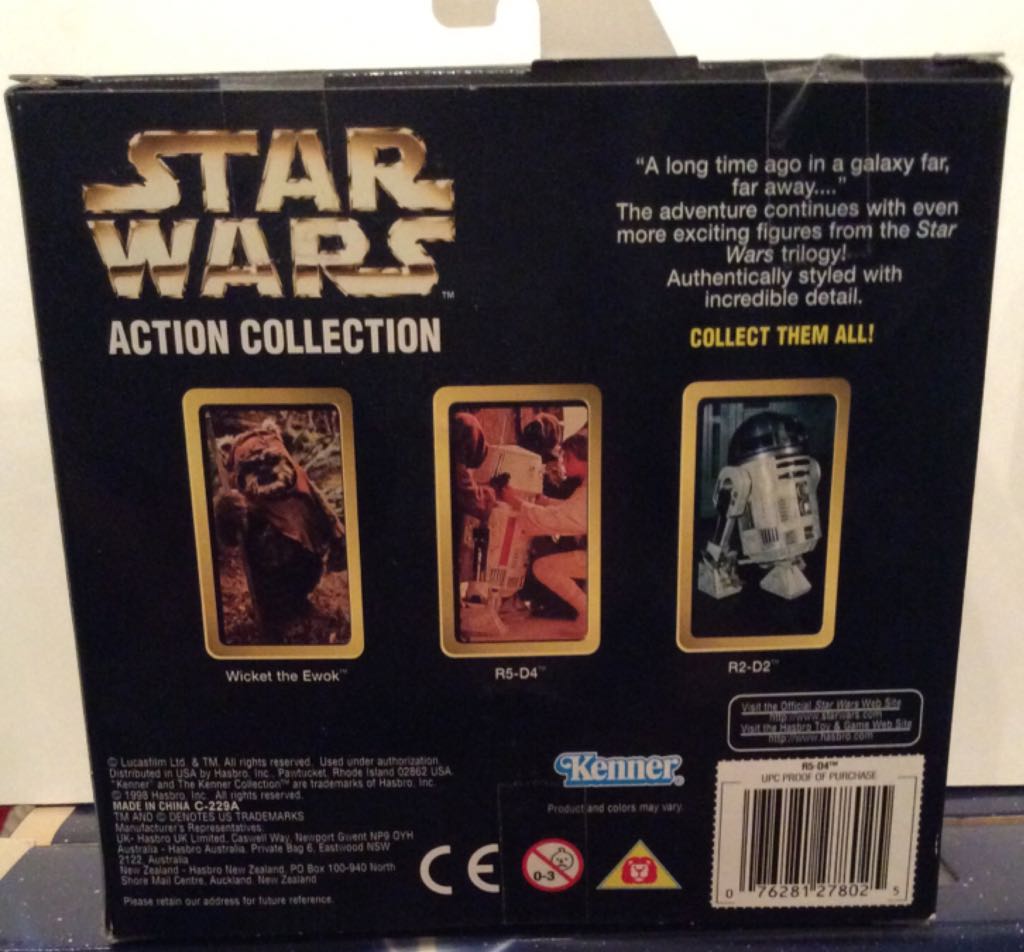 STAR
WARS™
ACTION COLLECTION
"A long time ago in a galaxy far,
far away...."
The adventure continues with even
more exciting figures from the Star
Wars trilogy!
Authentically styled with
incredible detail.
COLLECT THEM ALL!
Wicket the Ewok™
R5-D4™
R2-D2™
Visit the Official Star Wars Web Site
http://www.starwars.com
Visit the Hasbro Toy & Game Web Site
http://www.hasbro.com
© Lucasfilm Ltd. & TM. All rights reserved. Used under authorization.
Distributed in USA by Hasbro, Inc., Pawtucket, Rhode Island 02862 USA.
"Kenner" and The Kenner Collection™ are trademarks of Hasbro, Inc.
© 1998 Hasbro, Inc. All rights reserved.
MADE IN CHINA C-229A
TM AND © DENOTES US TRADEMARKS
Manufacturer's Representatives:
UK- Hasbro UK Limited, Caswell Way, Newport Gwent NP9 0YH
Australia - Hasbro Australia, Private Bag 6, Eastwood NSW
2122, Australia
New Zealand - Hasbro New Zealand, PO Box 100-940 North
Shore Mail Centre, Auckland, New Zealand
Please retain our address for future reference.
Kenner®
Product and colors may vary.
CE
0-3
R5-D4™
UPC PROOF OF PURCHASE
0 76281 27802 5